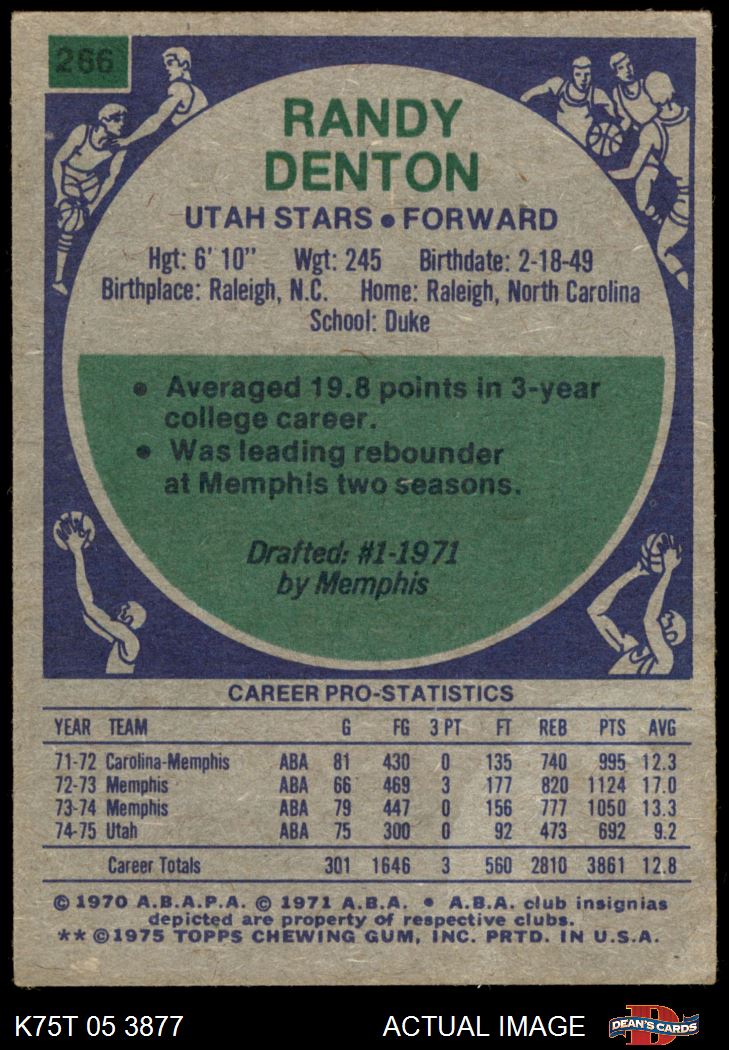 266
RANDY
DENTON
UTAH STARS • FORWARD
Hgt: 6' 10" Wgt: 245 Birthdate: 2-18-49
Birthplace: Raleigh, N.C. Home: Raleigh, North Carolina
School: Duke
• Averaged 19.8 points in 3-year
college career.
• Was leading rebounder
at Memphis two seasons.
Drafted: #1-1971
by Memphis
CAREER PRO-STATISTICS
YEAR TEAM G FG 3 PT FT REB PTS AVG
71-72 Carolina-Memphis ABA 81 430 0 135 740 995 12.3
72-73 Memphis ABA 66 469 3 177 820 1124 17.0
73-74 Memphis ABA 79 447 0 156 777 1050 13.3
74-75 Utah ABA 75 300 0 92 473 692 9.2
Career Totals 301 1646 3 560 2810 3861 12.8
© 1970 A.B.A.P.A. © 1971 A.B.A. • A.B.A. club insignias
depicted are property of respective clubs.
** © 1975 TOPPS CHEWING GUM, INC. PRTD. IN U.S.A.
K75T 05 3877 ACTUAL IMAGE D DEAN'S CARDS